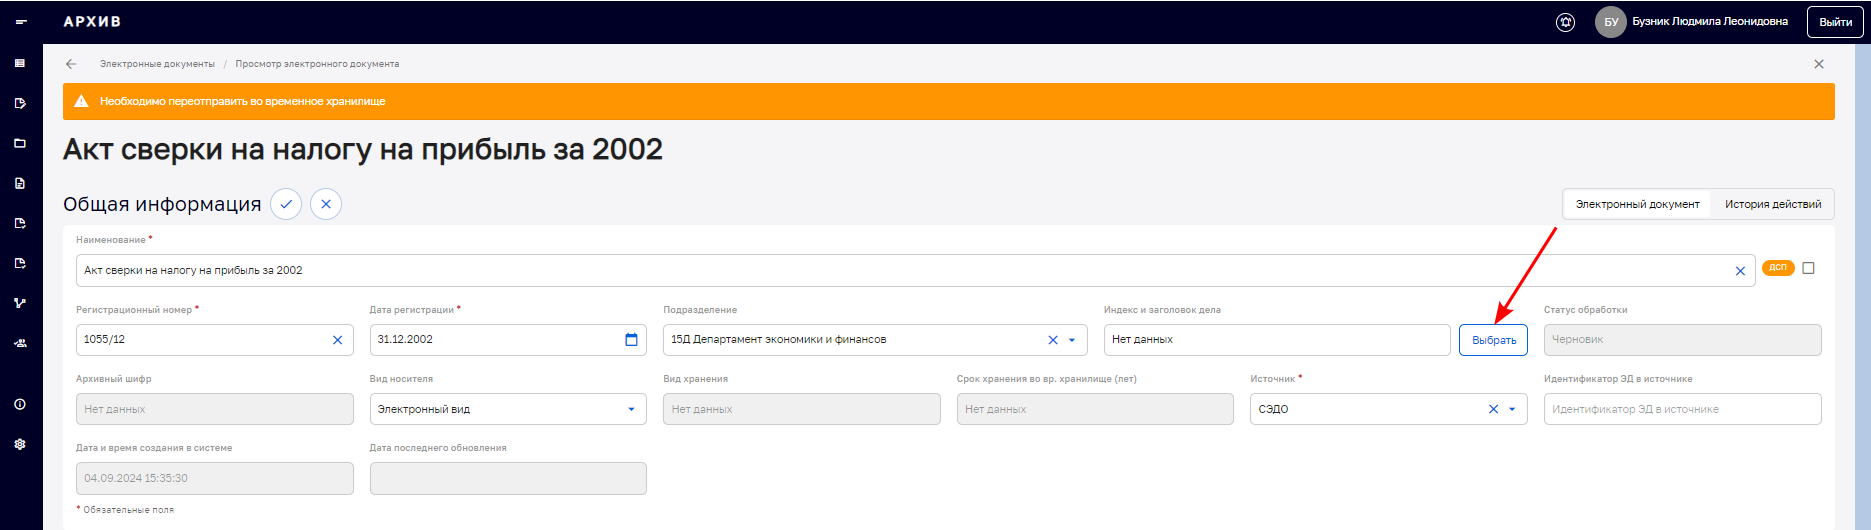 АРХИВ
БУ Бузник Людмила Леонидовна Выйти
Электронные документы / Просмотр электронного документа
Необходимо переотправить во временное хранилище
Акт сверки на налогу на прибыль за 2002
Общая информация
Электронный документ История действий
Наименование *
Акт сверки на налогу на прибыль за 2002 ДСП
Регистрационный номер * Дата регистрации * Подразделение Индекс и заголовок дела Статус обработки
1055/12 31.12.2002 15Д Департамент экономики и финансов Нет данных Выбрать Черновик
Архивный шифр Вид носителя Вид хранения Срок хранения во вр. хранилище (лет) Источник * Идентификатор ЭД в источнике
Нет данных Электронный вид Нет данных Нет данных СЭДО Идентификатор ЭД в источнике
Дата и время создания в системе Дата последнего обновления
04.09.2024 15:35:30
* Обязательные поля